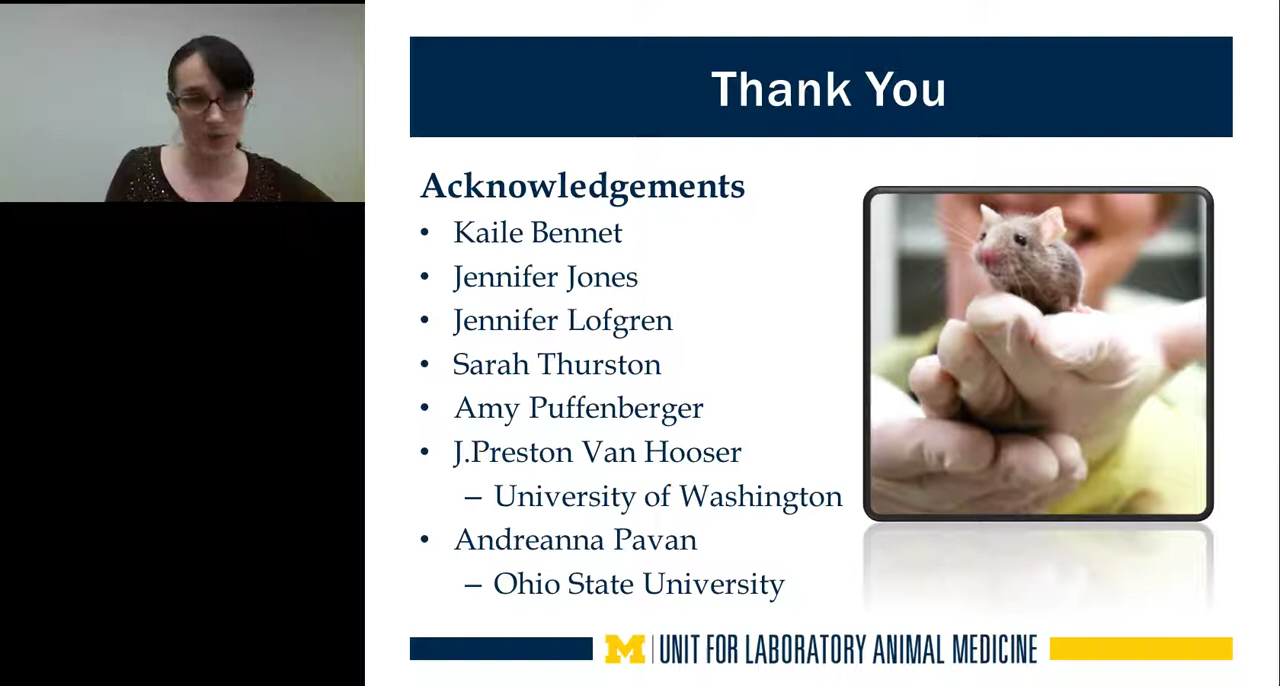 Thank You
Acknowledgements
• Kaile Bennet
• Jennifer Jones
• Jennifer Lofgren
• Sarah Thurston
• Amy Puffenberger
• J.Preston Van Hooser
– University of Washington
• Andreanna Pavan
– Ohio State University
M | UNIT FOR LABORATORY ANIMAL MEDICINE